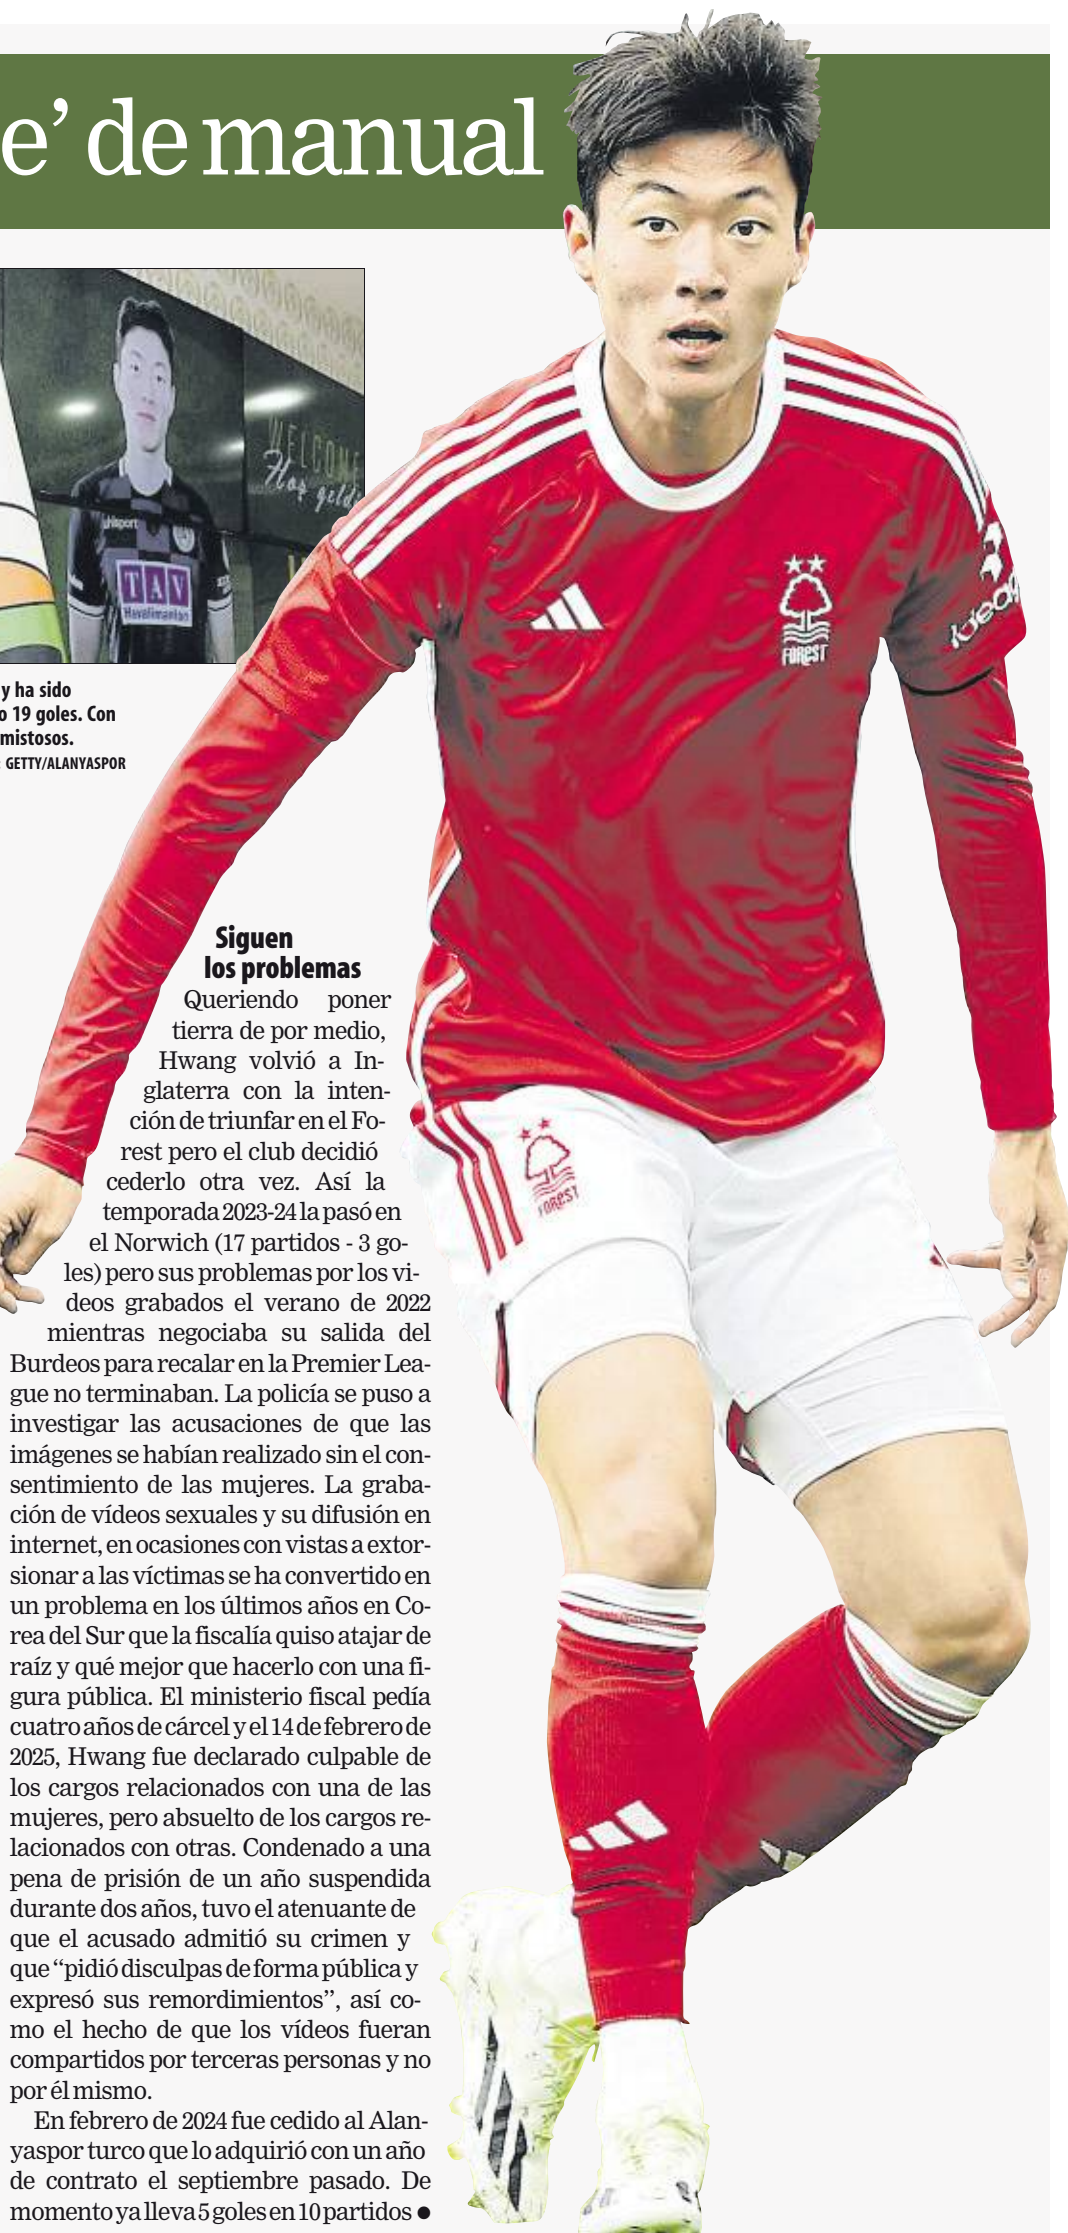 e’ de manual
WELCOME
Hoş geld
uhlsport
TAV
Havalimanları
y ha sido
o 19 goles. Con
mistosos.
: GETTY/ALANYASPOR
FOREST
kaiyun
FOREST
Siguen
los problemas
Queriendo poner
tierra de por medio,
Hwang volvió a In-
glaterra con la inten-
ción de triunfar en el Fo-
rest pero el club decidió
cederlo otra vez. Así la
temporada 2023-24 la pasó en
el Norwich (17 partidos - 3 go-
les) pero sus problemas por los vi-
deos grabados el verano de 2022
mientras negociaba su salida del
Burdeos para recalar en la Premier Lea-
gue no terminaban. La policía se puso a
investigar las acusaciones de que las
imágenes se habían realizado sin el con-
sentimiento de las mujeres. La graba-
ción de vídeos sexuales y su difusión en
internet, en ocasiones con vistas a extor-
sionar a las víctimas se ha convertido en
un problema en los últimos años en Co-
rea del Sur que la fiscalía quiso atajar de
raíz y qué mejor que hacerlo con una fi-
gura pública. El ministerio fiscal pedía
cuatro años de cárcel y el 14 de febrero de
2025, Hwang fue declarado culpable de
los cargos relacionados con una de las
mujeres, pero absuelto de los cargos re-
lacionados con otras. Condenado a una
pena de prisión de un año suspendida
durante dos años, tuvo el atenuante de
que el acusado admitió su crimen y
que “pidió disculpas de forma pública y
expresó sus remordimientos”, así co-
mo el hecho de que los vídeos fueran
compartidos por terceras personas y no
por él mismo.
En febrero de 2024 fue cedido al Alan-
yaspor turco que lo adquirió con un año
de contrato el septiembre pasado. De
momento ya lleva 5 goles en 10 partidos ●